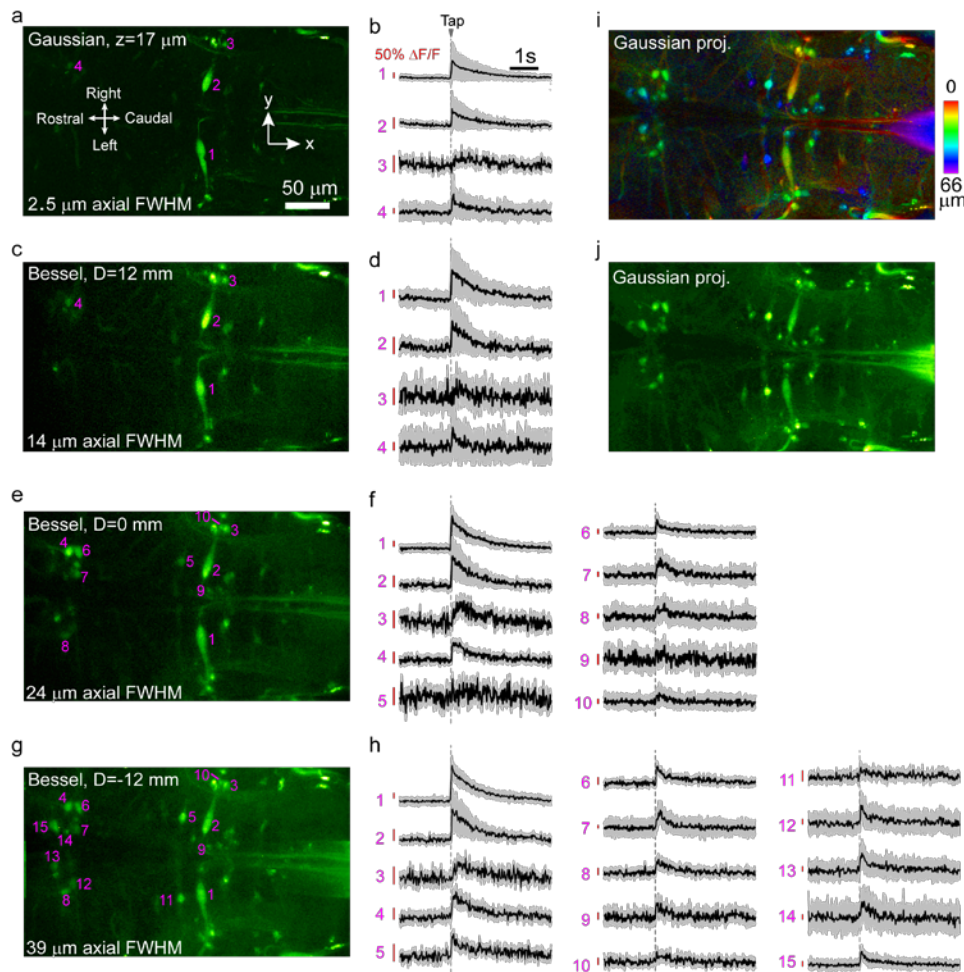 a
Gaussian, z=17 μm
3
4
2
Right
Rostral
Caudal
Left
y
x
1
50 μm
2.5 μm axial FWHM
b
Tap
50% ΔF/F
1s
1
2
3
4
i
Gaussian proj.
0
66
μm
c
Bessel, D=12 mm
3
4
2
1
14 μm axial FWHM
d
1
2
3
4
j
Gaussian proj.
e
Bessel, D=0 mm
10
3
4
6
7
5
2
9
8
1
24 μm axial FWHM
f
1
2
3
4
5
6
7
8
9
10
g
Bessel, D=-12 mm
10
3
4
6
15
7
5
2
14
9
13
12
8
11
1
39 μm axial FWHM
h
1
2
3
4
5
6
7
8
9
10
11
12
13
14
15